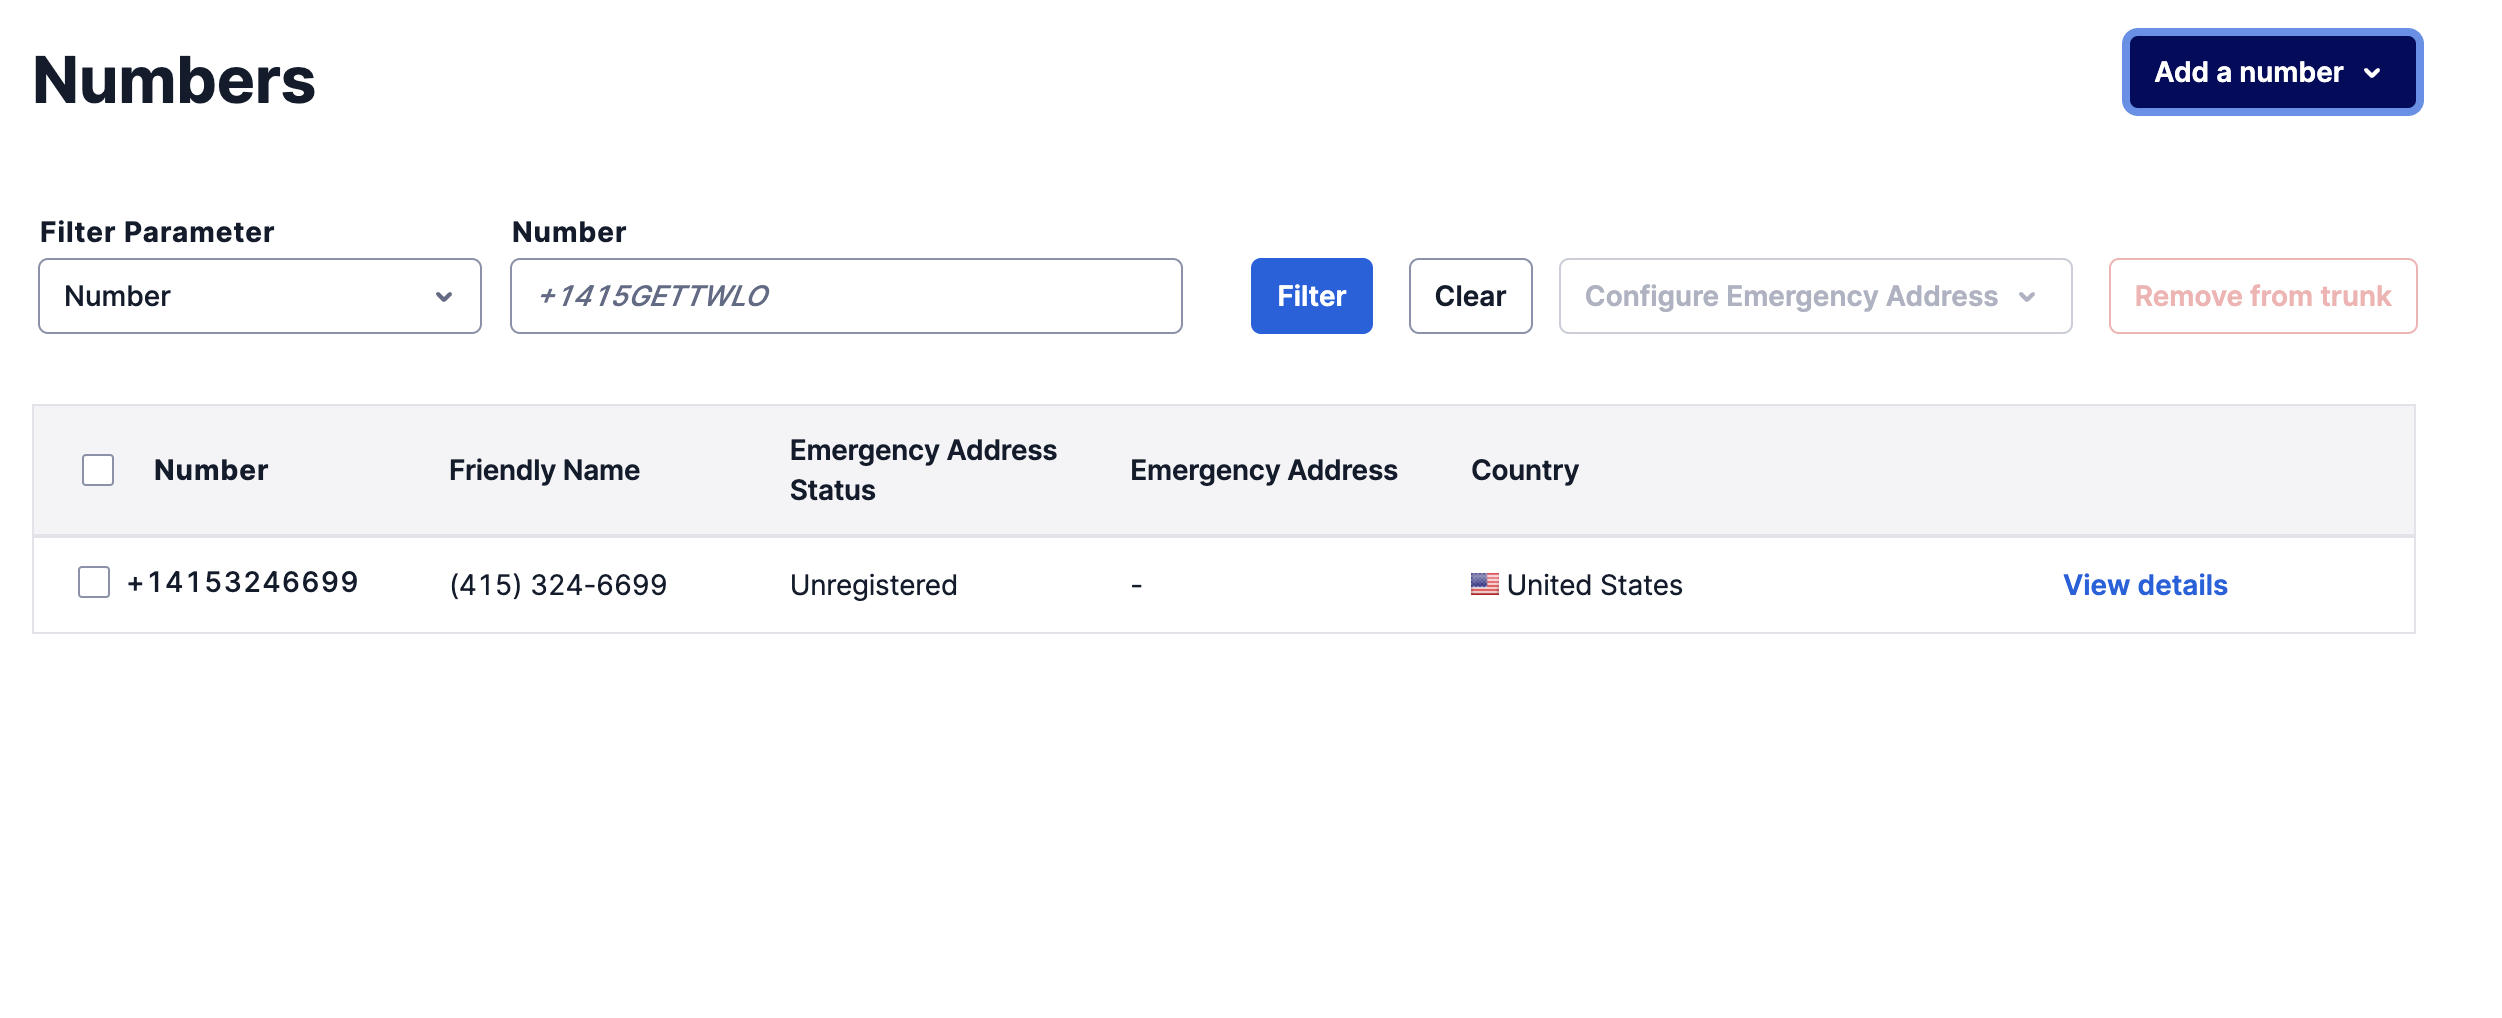 Numbers
Add a number
Filter Parameter
Number
Number
+1415GETTWLO
Filter
Clear
Configure Emergency Address
Remove from trunk
Number
Friendly Name
Emergency Address
Status
Emergency Address
Country
+14153246699
(415) 324-6699
Unregistered
-
United States
View details